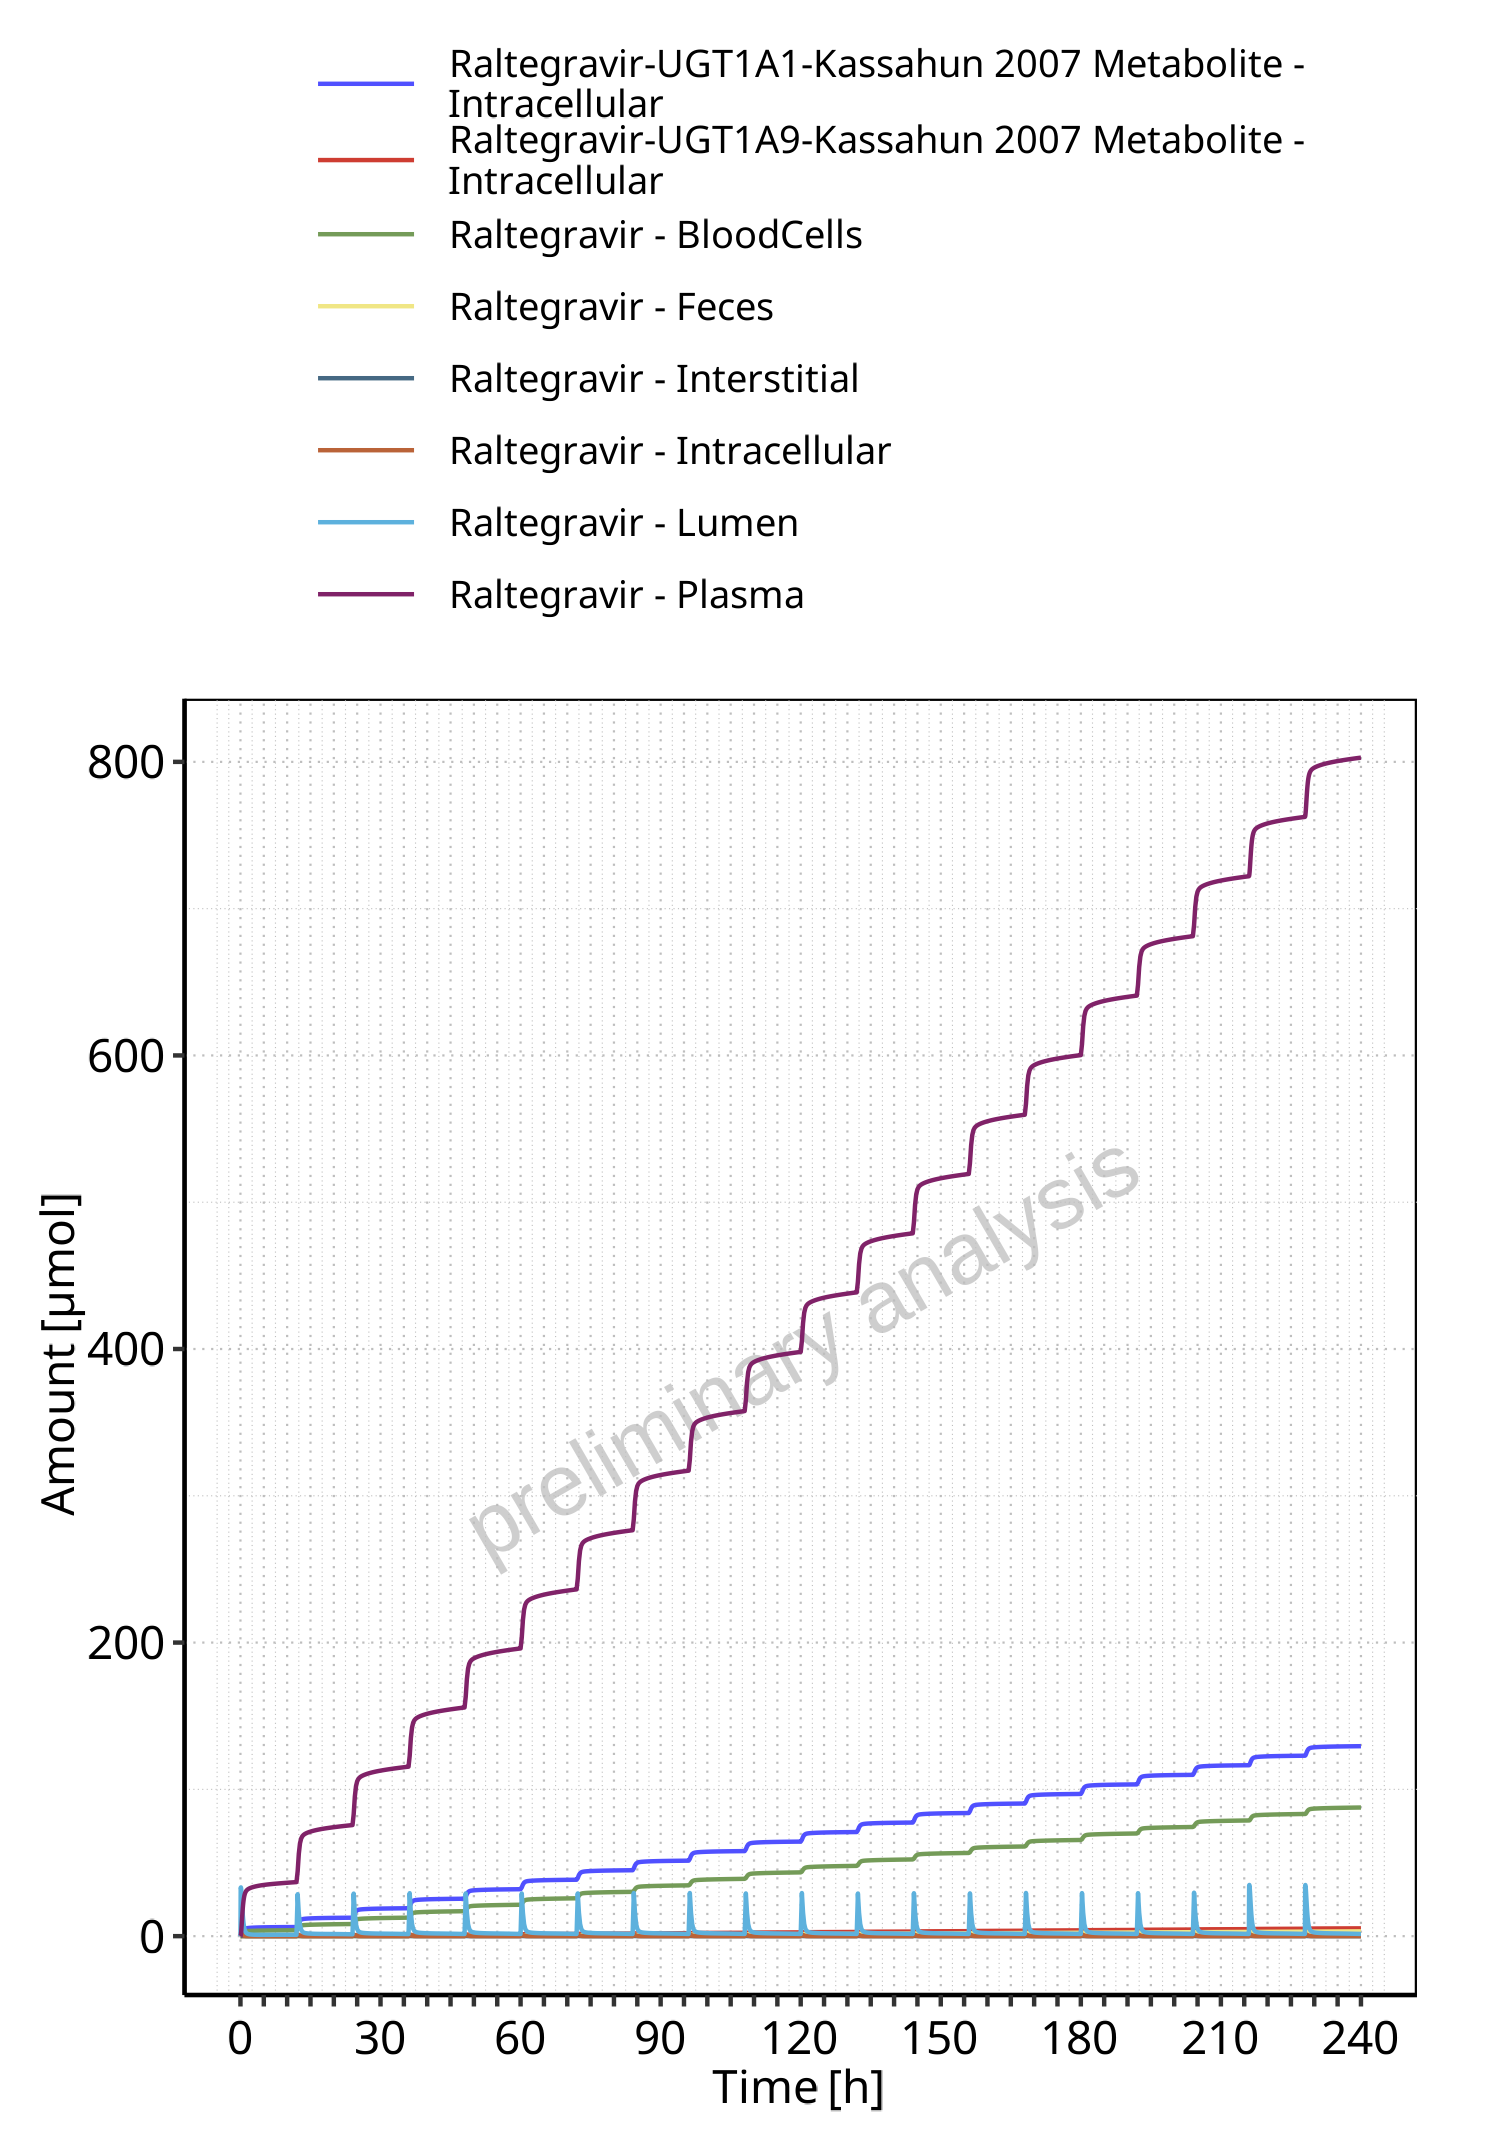 Raltegravir-UGT1A1-Kassahun 2007 Metabolite -
Intracellular
Raltegravir-UGT1A9-Kassahun 2007 Metabolite -
Intracellular
Raltegravir - BloodCells
Raltegravir - Feces
Raltegravir - Interstitial
Raltegravir - Intracellular
Raltegravir - Lumen
Raltegravir - Plasma
800
600
400
200
0
Amount [µmol]
preliminary analysis
0 30 60 90 120 150 180 210 240
Time [h]